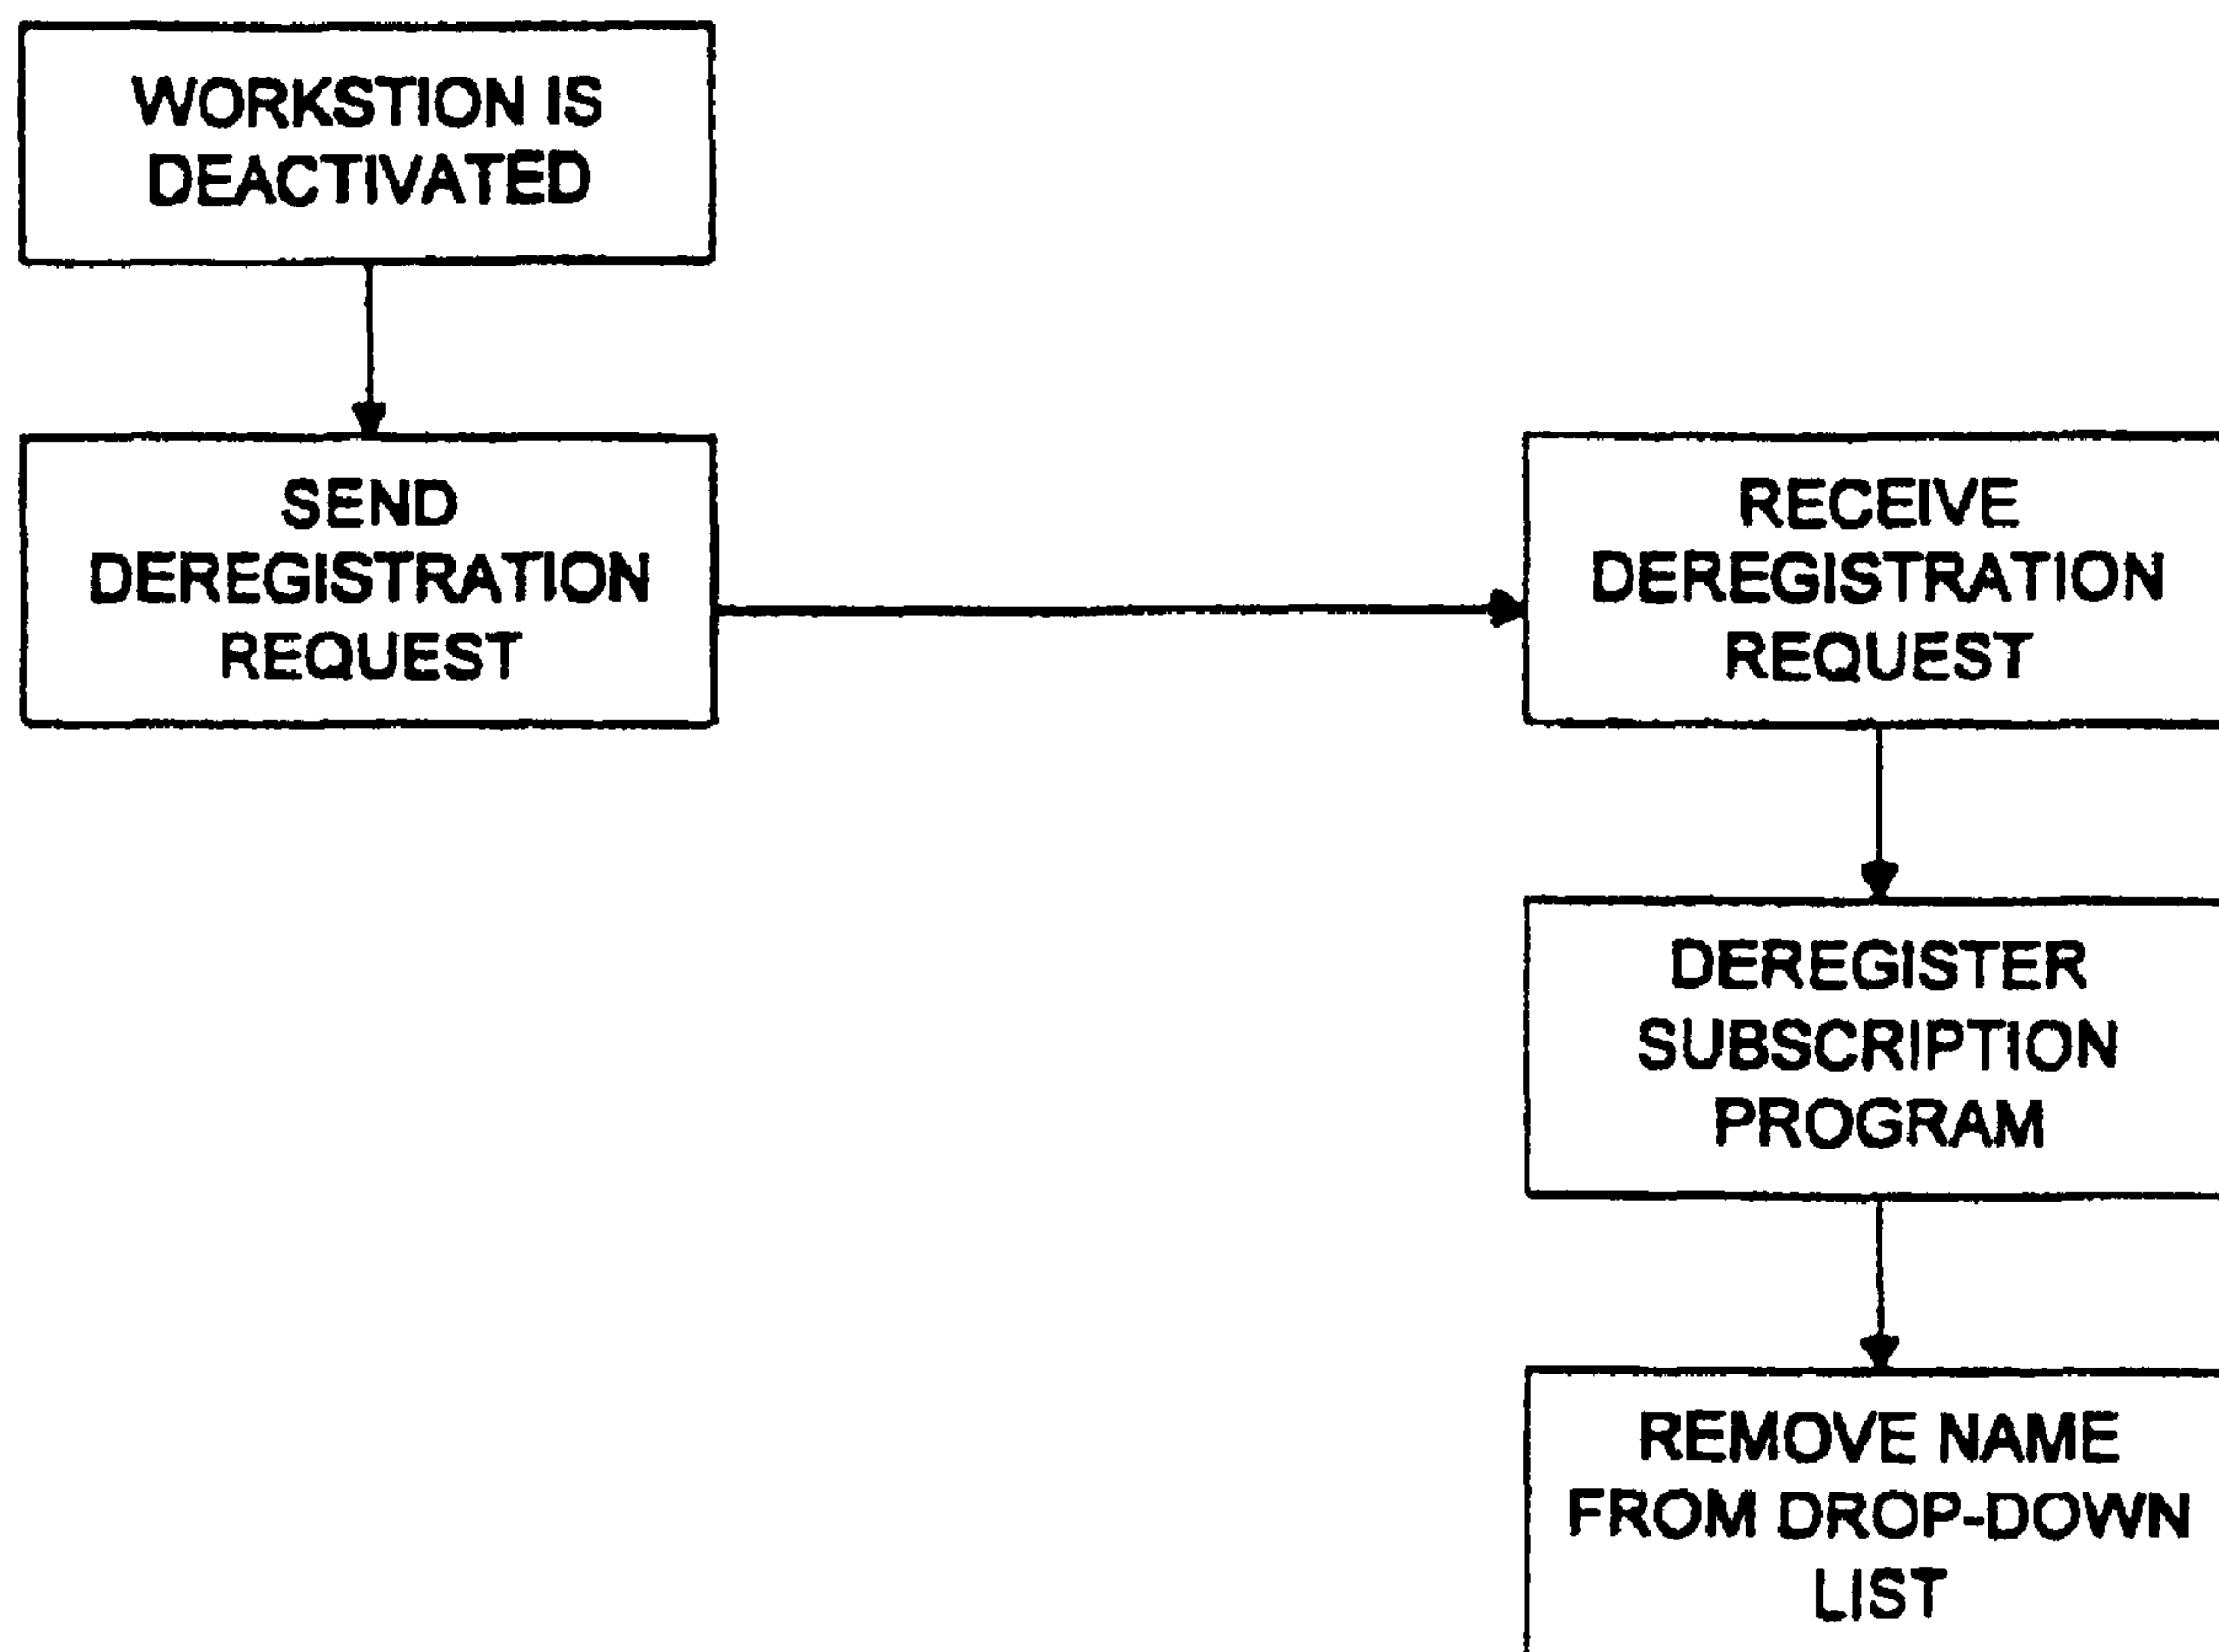 WORKSTION IS
DEACTIVATED
SEND
DEREGISTRATION
REQUEST
RECEIVE
DEREGISTRATION
REQUEST
DEREGISTER
SUBSCRIPTION
PROGRAM
REMOVE NAME
FROM DROP-DOWN
LIST